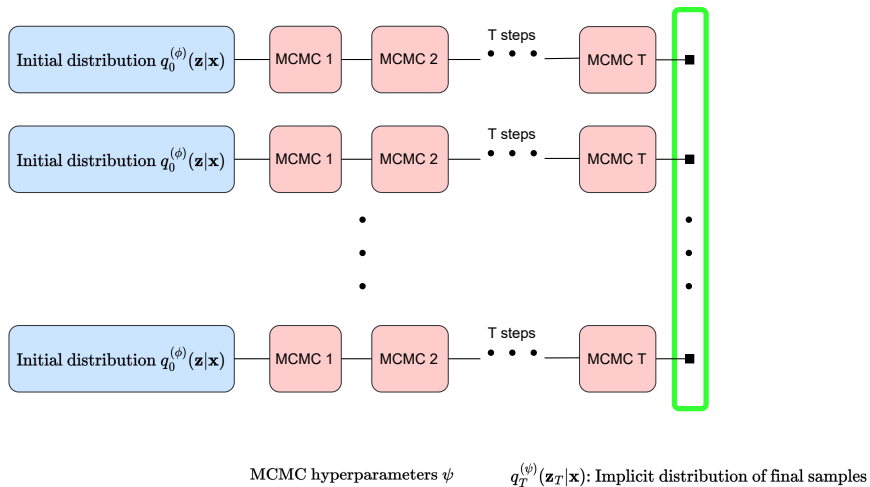 T steps
Initial distribution $q_0^{(\phi)}(\mathbf{z}|\mathbf{x})$ MCMC 1 MCMC 2 MCMC T
T steps
Initial distribution $q_0^{(\phi)}(\mathbf{z}|\mathbf{x})$ MCMC 1 MCMC 2 MCMC T
T steps
Initial distribution $q_0^{(\phi)}(\mathbf{z}|\mathbf{x})$ MCMC 1 MCMC 2 MCMC T
MCMC hyperparameters $\psi$ $q_T^{(\psi)}(\mathbf{z}_T|\mathbf{x})$: Implicit distribution of final samples